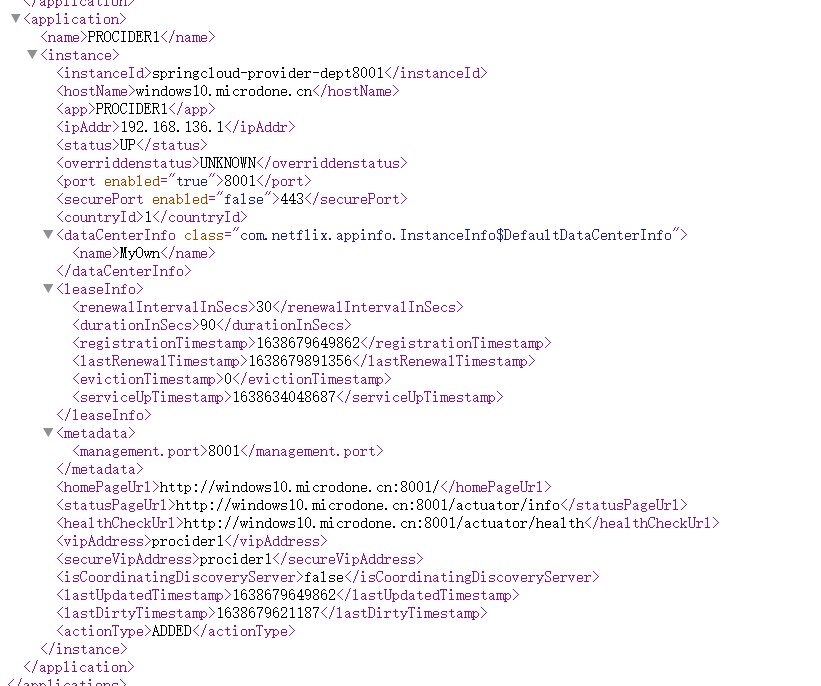 </application>
▼<application>
<name>PROCIDER1</name>
▼<instance>
<instanceId>springcloud-provider-dept8001</instanceId>
<hostName>windows10.microdone.cn</hostName>
<app>PROCIDER1</app>
<ipAddr>192.168.136.1</ipAddr>
<status>UP</status>
<overriddenstatus>UNKNOWN</overriddenstatus>
<port enabled="true">8001</port>
<securePort enabled="false">443</securePort>
<countryId>1</countryId>
▼<dataCenterInfo class="com.netflix.appinfo.InstanceInfo$DefaultDataCenterInfo">
<name>MyOwn</name>
</dataCenterInfo>
▼<leaseInfo>
<renewalIntervalInSecs>30</renewalIntervalInSecs>
<durationInSecs>90</durationInSecs>
<registrationTimestamp>1638679649862</registrationTimestamp>
<lastRenewalTimestamp>1638679891356</lastRenewalTimestamp>
<evictionTimestamp>0</evictionTimestamp>
<serviceUpTimestamp>1638634048687</serviceUpTimestamp>
</leaseInfo>
▼<metadata>
<management.port>8001</management.port>
</metadata>
<homePageUrl>http://windows10.microdone.cn:8001/</homePageUrl>
<statusPageUrl>http://windows10.microdone.cn:8001/actuator/info</statusPageUrl>
<healthCheckUrl>http://windows10.microdone.cn:8001/actuator/health</healthCheckUrl>
<vipAddress>procider1</vipAddress>
<secureVipAddress>procider1</secureVipAddress>
<isCoordinatingDiscoveryServer>false</isCoordinatingDiscoveryServer>
<lastUpdatedTimestamp>1638679649862</lastUpdatedTimestamp>
<lastDirtyTimestamp>1638679621187</lastDirtyTimestamp>
<actionType>ADDED</actionType>
</instance>
</application>
</applications>